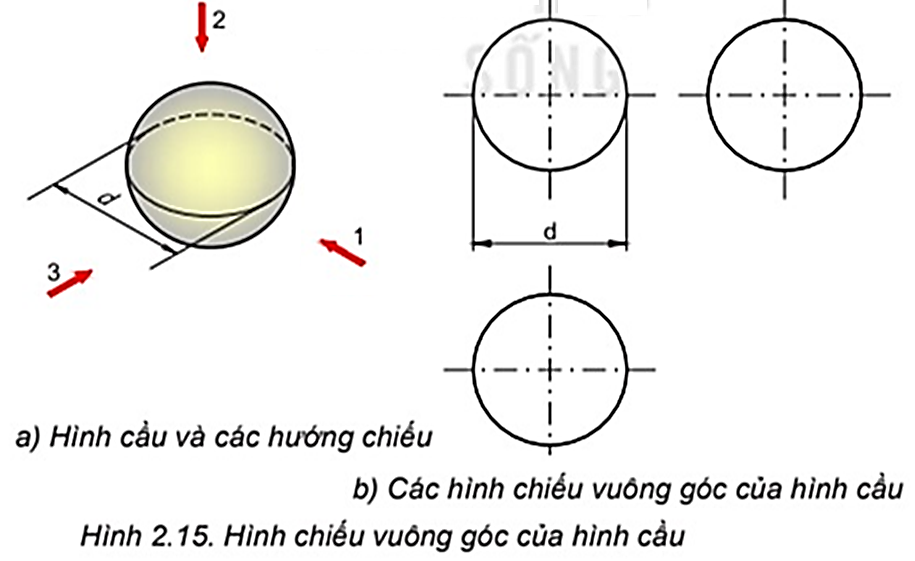 2
SỐNG
d
1
3
d
a) Hình cầu và các hướng chiếu
b) Các hình chiếu vuông góc của hình cầu
Hình 2.15. Hình chiếu vuông góc của hình cầu